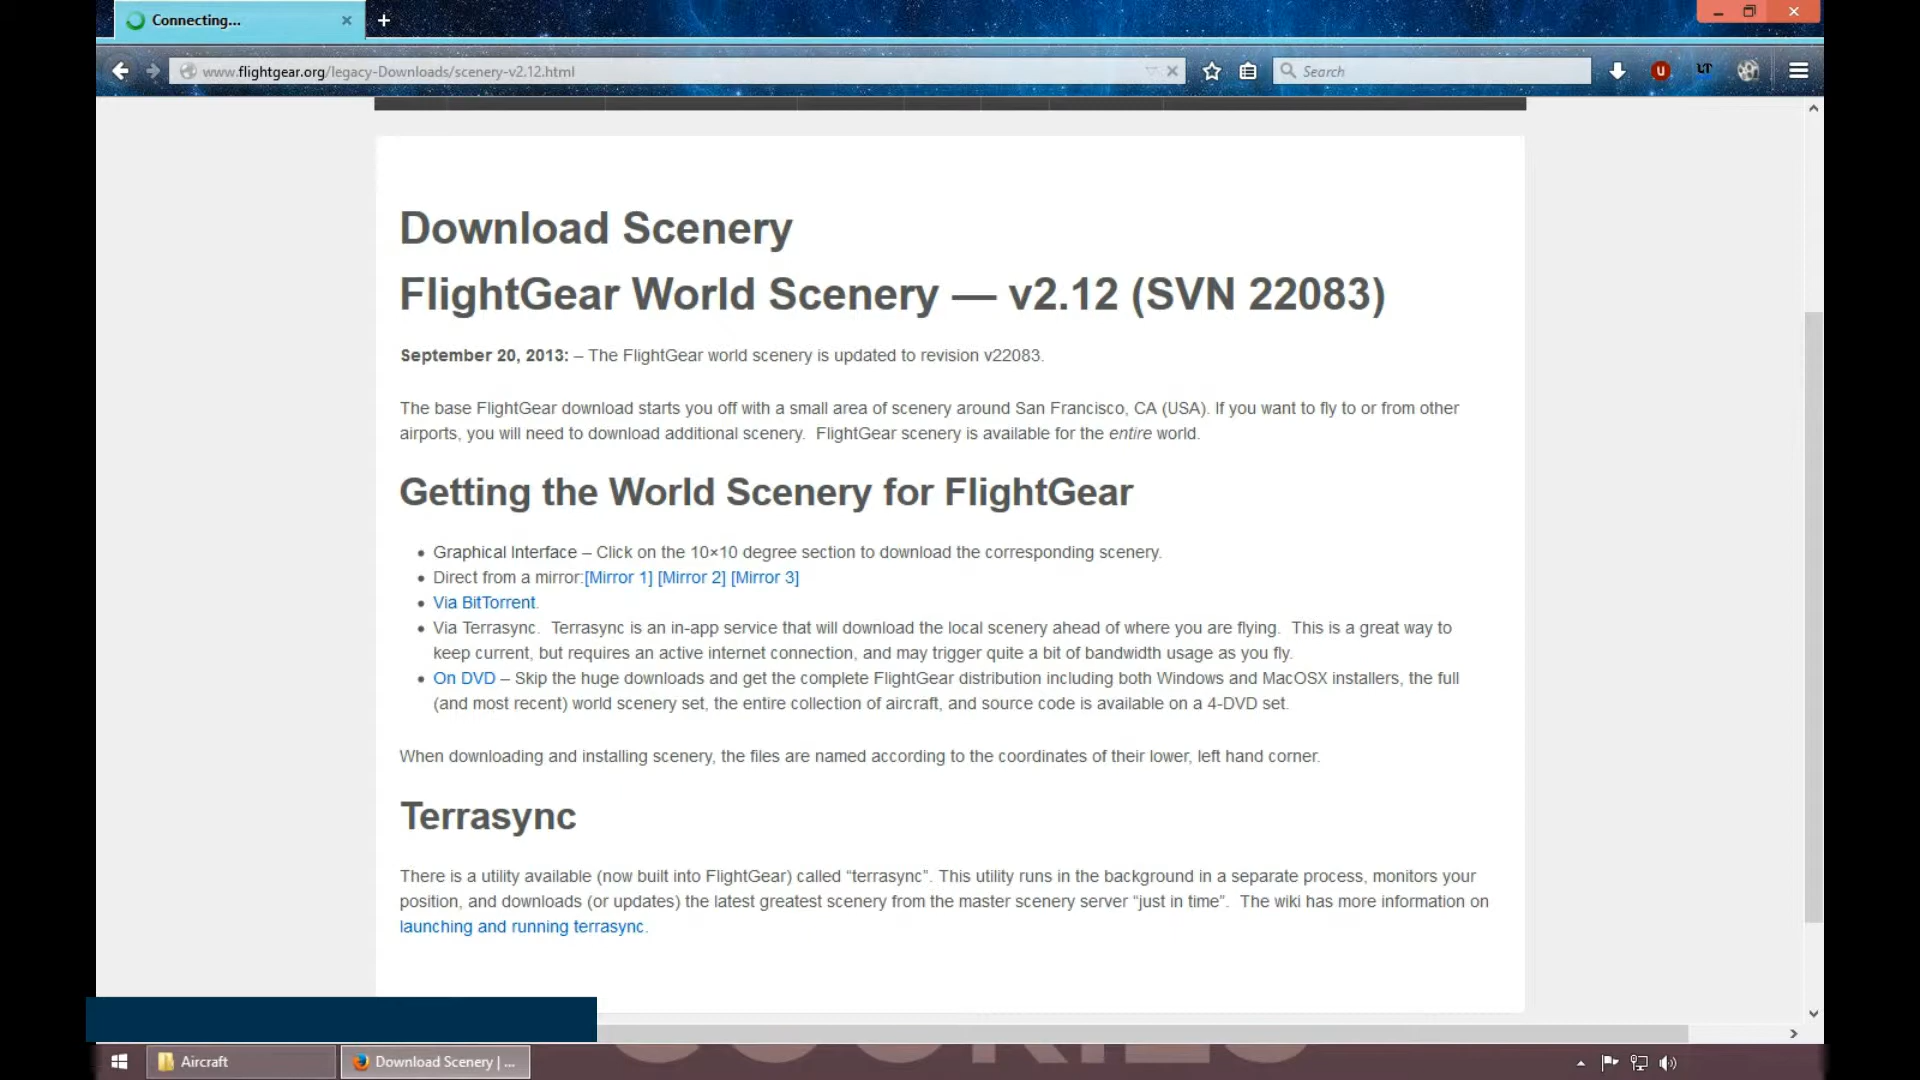 Connecting...
www.flightgear.org/legacy-Downloads/scenery-v2.12.html
Search
Download Scenery
FlightGear World Scenery — v2.12 (SVN 22083)
September 20, 2013: – The FlightGear world scenery is updated to revision v22083.
The base FlightGear download starts you off with a small area of scenery around San Francisco, CA (USA). If you want to fly to or from other
airports, you will need to download additional scenery.  FlightGear scenery is available for the entire world.
Getting the World Scenery for FlightGear
• Graphical Interface – Click on the 10×10 degree section to download the corresponding scenery.
• Direct from a mirror:[Mirror 1] [Mirror 2] [Mirror 3]
• Via BitTorrent.
• Via Terrasync.  Terrasync is an in-app service that will download the local scenery ahead of where you are flying.  This is a great way to
keep current, but requires an active internet connection, and may trigger quite a bit of bandwidth usage as you fly.
• On DVD – Skip the huge downloads and get the complete FlightGear distribution including both Windows and MacOSX installers, the full
(and most recent) world scenery set, the entire collection of aircraft, and source code is available on a 4-DVD set.
When downloading and installing scenery, the files are named according to the coordinates of their lower, left hand corner.
Terrasync
There is a utility available (now built into FlightGear) called “terrasync”. This utility runs in the background in a separate process, monitors your
position, and downloads (or updates) the latest greatest scenery from the master scenery server “just in time”.  The wiki has more information on
launching and running terrasync.
Aircraft
Download Scenery | ...